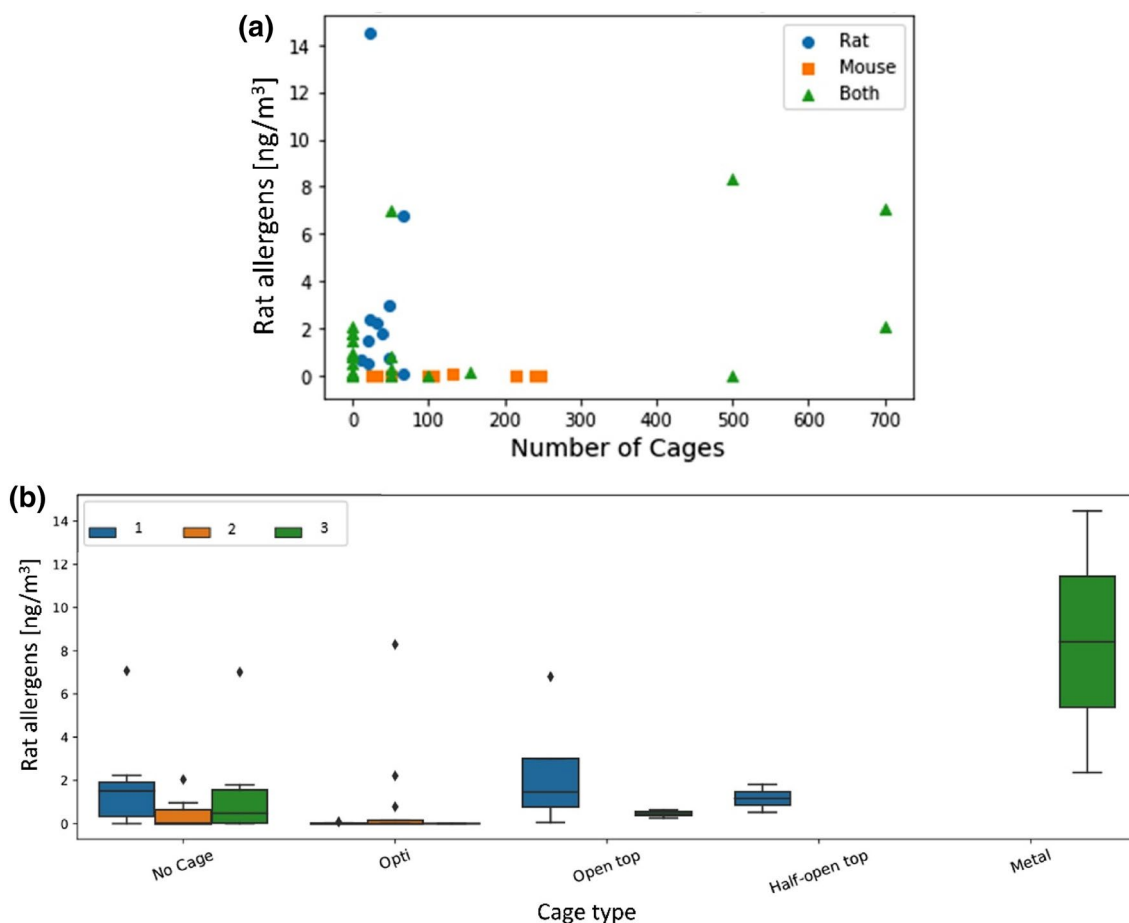 (a)
Rat allergens [ng/m³]
14
12
10
8
6
4
2
0
Rat
Mouse
Both
0 100 200 300 400 500 600 700
Number of Cages
(b)
Rat allergens [ng/m³]
14
12
10
8
6
4
2
0
1 2 3
No Cage Opti Open top Half-open top Metal
Cage type